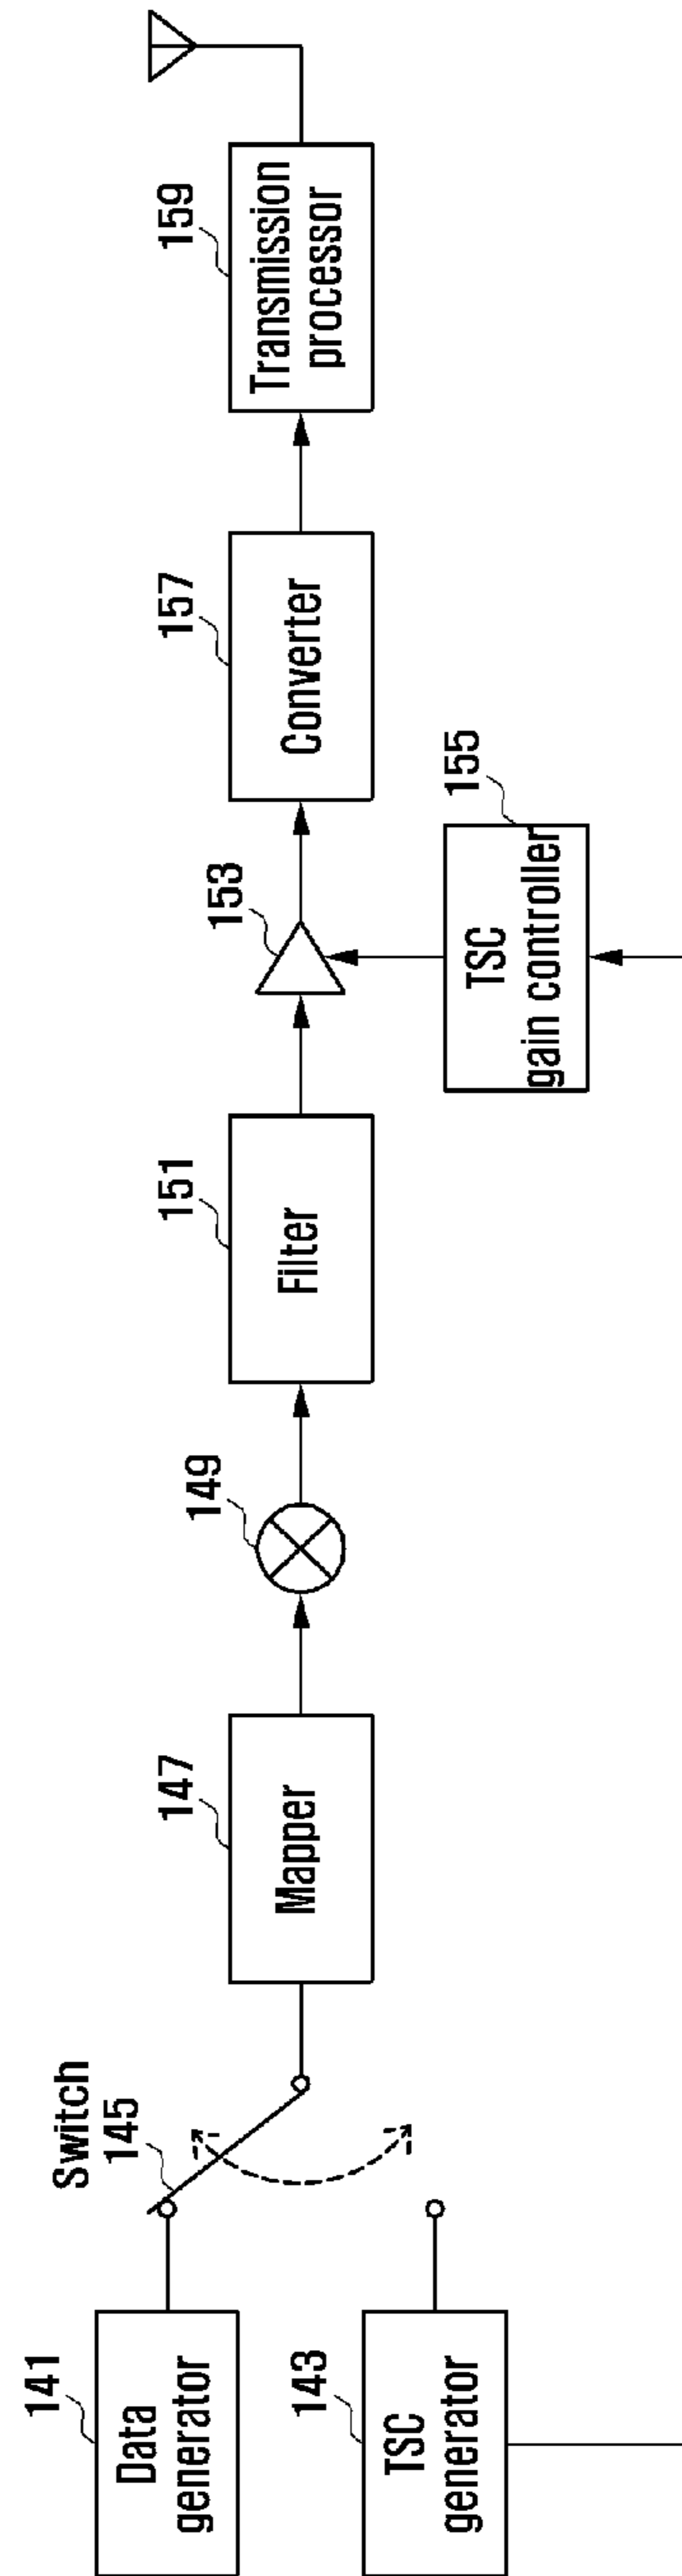 141
Data
generator
143
TSC
generator
Switch
145
147
Mapper
149
151
Filter
153
155
TSC
gain controller
157
Converter
159
Transmission
processor